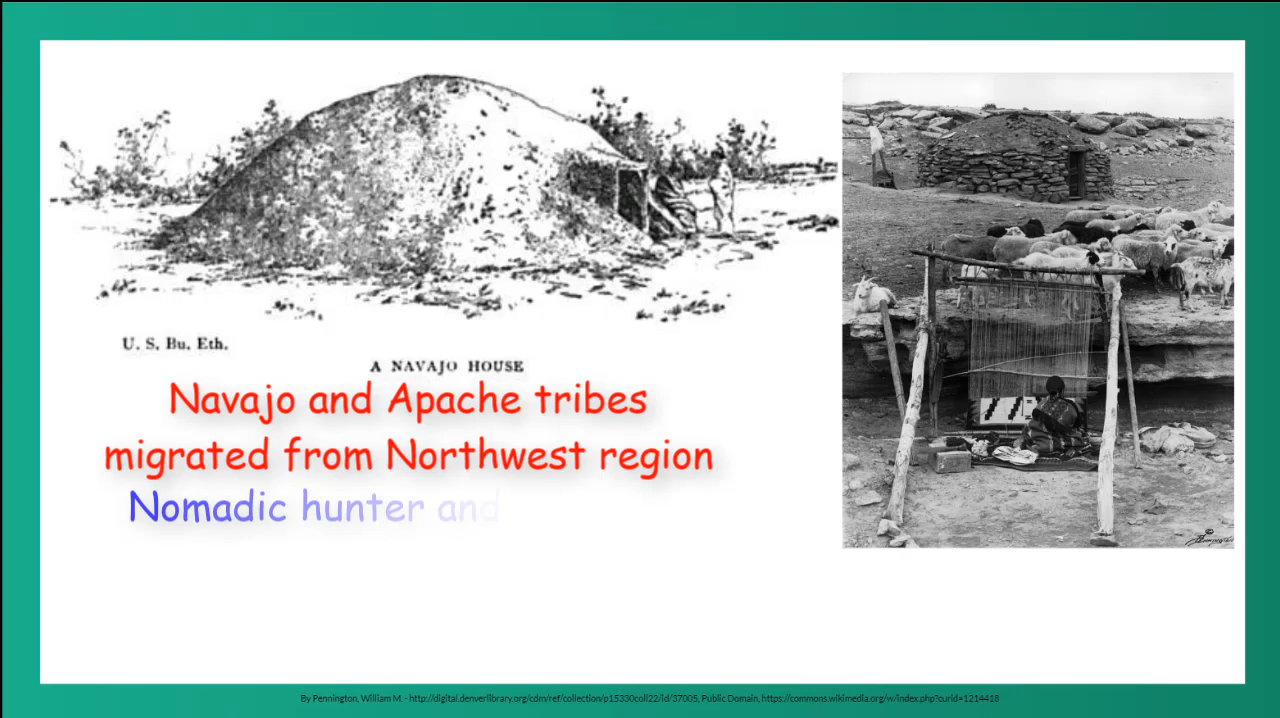 U. S. Bu. Eth.
A NAVAJO HOUSE
Navajo and Apache tribes
migrated from Northwest region
Nomadic hunter and
By Pennington, William M. - http://digital.denverlibrary.org/cdm/ref/collection/p15330coll22/id/37005, Public Domain, https://commons.wikimedia.org/w/index.php?curid=1214418